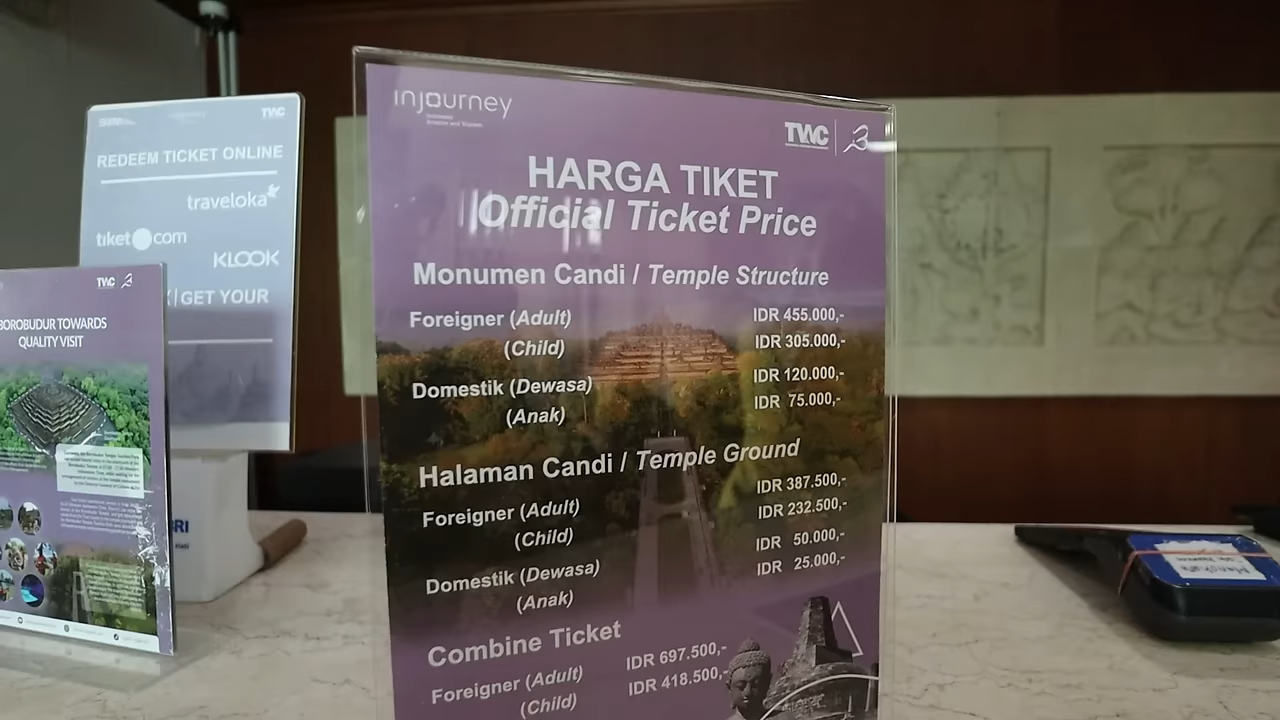 TWC
REDEEM TICKET ONLINE
traveloka
tiket.com
KLOOK
GET YOUR
TWC
BOROBUDUR TOWARDS
QUALITY VISIT
BRI
injourney
TWC
HARGA TIKET
Official Ticket Price
Monumen Candi / Temple Structure
Foreigner (Adult) IDR 455.000,-
(Child) IDR 305.000,-
Domestik (Dewasa) IDR 120.000,-
(Anak) IDR 75.000,-
Halaman Candi / Temple Ground
Foreigner (Adult) IDR 387.500,-
(Child) IDR 232.500,-
Domestik (Dewasa) IDR 50.000,-
(Anak) IDR 25.000,-
Combine Ticket
Foreigner (Adult) IDR 697.500,-
(Child) IDR 418.500,-